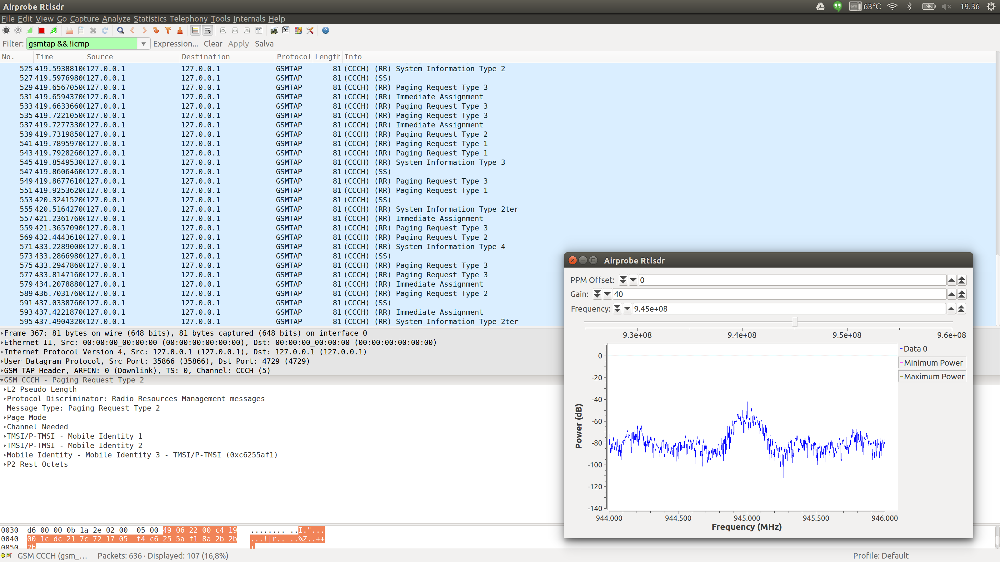 Airprobe Rtlsdr 63°C 19.36
File Edit View Go Capture Analyze Statistics Telephony Tools Internals Help
Filter: gsmtap && !icmp Expression... Clear Apply Salva
No. Time Source Destination Protocol Length Info
525 419.59388100 127.0.0.1 127.0.0.1 GSMTAP 81 (CCCH) (RR) System Information Type 2
527 419.59769800 127.0.0.1 127.0.0.1 GSMTAP 81 (CCCH) (SS)
529 419.65670500 127.0.0.1 127.0.0.1 GSMTAP 81 (CCCH) (RR) Paging Request Type 3
531 419.65943700 127.0.0.1 127.0.0.1 GSMTAP 81 (CCCH) (RR) Immediate Assignment
533 419.66336600 127.0.0.1 127.0.0.1 GSMTAP 81 (CCCH) (RR) Paging Request Type 3
535 419.72210500 127.0.0.1 127.0.0.1 GSMTAP 81 (CCCH) (RR) Paging Request Type 3
537 419.72773300 127.0.0.1 127.0.0.1 GSMTAP 81 (CCCH) (RR) Immediate Assignment
539 419.73198500 127.0.0.1 127.0.0.1 GSMTAP 81 (CCCH) (RR) Paging Request Type 2
541 419.78959700 127.0.0.1 127.0.0.1 GSMTAP 81 (CCCH) (RR) Paging Request Type 1
543 419.79282600 127.0.0.1 127.0.0.1 GSMTAP 81 (CCCH) (RR) Paging Request Type 1
545 419.85495300 127.0.0.1 127.0.0.1 GSMTAP 81 (CCCH) (RR) System Information Type 3
547 419.86064600 127.0.0.1 127.0.0.1 GSMTAP 81 (CCCH) (SS)
549 419.86776100 127.0.0.1 127.0.0.1 GSMTAP 81 (CCCH) (RR) Paging Request Type 3
551 419.92536200 127.0.0.1 127.0.0.1 GSMTAP 81 (CCCH) (RR) Paging Request Type 1
553 420.32415200 127.0.0.1 127.0.0.1 GSMTAP 81 (CCCH) (SS)
555 420.51642700 127.0.0.1 127.0.0.1 GSMTAP 81 (CCCH) (RR) System Information Type 2ter
557 421.23617600 127.0.0.1 127.0.0.1 GSMTAP 81 (CCCH) (RR) Immediate Assignment
559 421.36570900 127.0.0.1 127.0.0.1 GSMTAP 81 (CCCH) (RR) Paging Request Type 3
569 432.44436100 127.0.0.1 127.0.0.1 GSMTAP 81 (CCCH) (RR) Paging Request Type 2
571 433.22890000 127.0.0.1 127.0.0.1 GSMTAP 81 (CCCH) (RR) System Information Type 4
573 433.28669800 127.0.0.1 127.0.0.1 GSMTAP 81 (CCCH) (SS)
575 433.29478600 127.0.0.1 127.0.0.1 GSMTAP 81 (CCCH) (RR) Paging Request Type 3
577 433.81471600 127.0.0.1 127.0.0.1 GSMTAP 81 (CCCH) (RR) Paging Request Type 3
579 434.20788800 127.0.0.1 127.0.0.1 GSMTAP 81 (CCCH) (RR) Immediate Assignment
589 436.70317600 127.0.0.1 127.0.0.1 GSMTAP 81 (CCCH) (RR) Paging Request Type 2
591 437.03387600 127.0.0.1 127.0.0.1 GSMTAP 81 (CCCH) (SS)
593 437.42218700 127.0.0.1 127.0.0.1 GSMTAP 81 (CCCH) (RR) Immediate Assignment
595 437.49043200 127.0.0.1 127.0.0.1 GSMTAP 81 (CCCH) (RR) System Information Type 2ter
Frame 367: 81 bytes on wire (648 bits), 81 bytes captured (648 bits) on interface 0
Ethernet II, Src: 00:00:00_00:00:00 (00:00:00:00:00:00), Dst: 00:00:00_00:00:00 (00:00:00:00:00:00)
Internet Protocol Version 4, Src: 127.0.0.1 (127.0.0.1), Dst: 127.0.0.1 (127.0.0.1)
User Datagram Protocol, Src Port: 35866 (35866), Dst Port: 4729 (4729)
GSM TAP Header, ARFCN: 0 (Downlink), TS: 0, Channel: CCCH (5)
GSM CCCH - Paging Request Type 2
L2 Pseudo Length
Protocol Discriminator: Radio Resources Management messages
Message Type: Paging Request Type 2
Page Mode
Channel Needed
TMSI/P-TMSI - Mobile Identity 1
TMSI/P-TMSI - Mobile Identity 2
Mobile Identity - Mobile Identity 3 - TMSI/P-TMSI (0xc6255af1)
P2 Rest Octets
0030 d6 00 00 0b 1a 2e 02 00 05 00 49 06 22 00 c4 19 ........ ..I."...
0040 00 1c dc 21 7c 72 17 05 f4 c6 25 5a f1 8a 2b 2b ...!|r.. ..%Z..++
0050 2b +
GSM CCCH (gsm_... Packets: 636 · Displayed: 107 (16,8%) Profile: Default
Airprobe Rtlsdr
PPM Offset: 0
Gain: 40
Frequency: 9.45e+08
9,3e+08 9,4e+08 9,5e+08 9,6e+08
Data 0
Minimum Power
Maximum Power
Power (dB)
0
-20
-40
-60
-80
-100
-120
-140
944.000 944.500 945.000 945.500 946.000
Frequency (MHz)